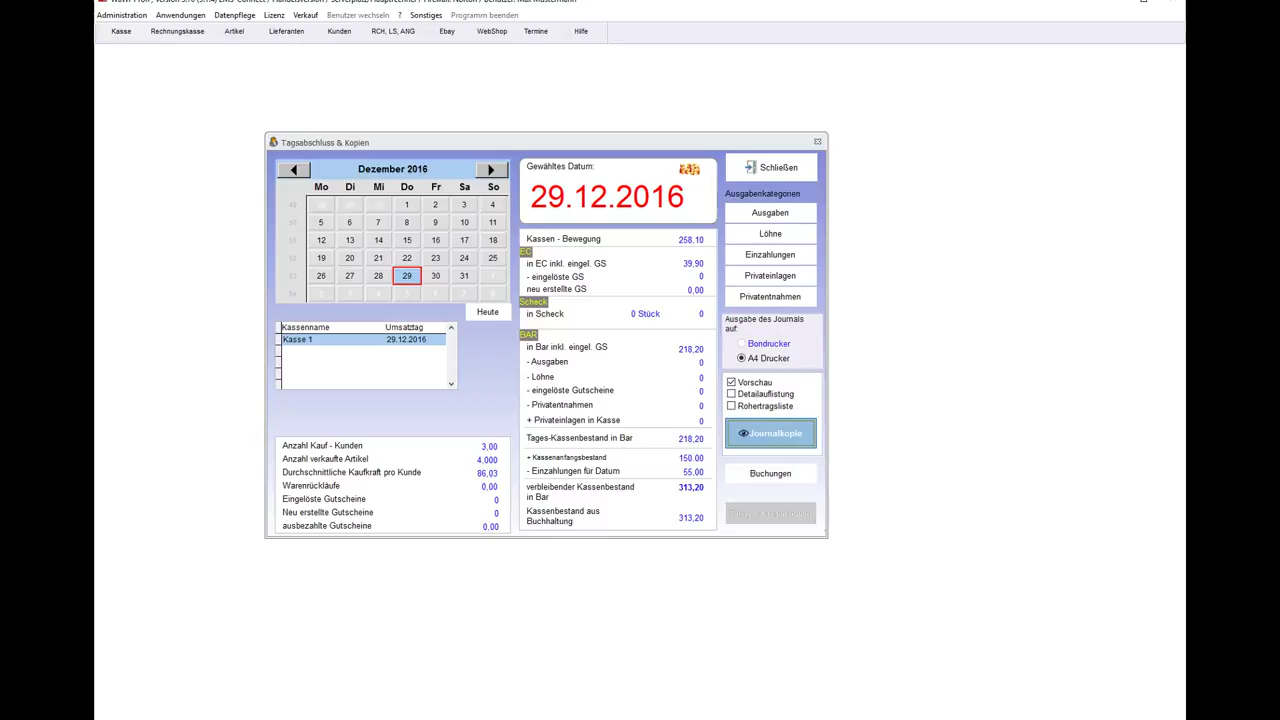 Administration Anwendungen Datenpflege Lizenz Verkauf Benutzer wechseln ? Sonstiges Programm beenden
Kasse Rechnungskasse Artikel Lieferanten Kunden RCH, LS, ANG Ebay WebShop Termine Hilfe
Tagsabschluss & Kopien
Dezember 2016
Mo Di Mi Do Fr Sa So
1 2 3 4
5 6 7 8 9 10 11
12 13 14 15 16 17 18
19 20 21 22 23 24 25
26 27 28 29 30 31 1
Heute
Kassenname Umsatztag
Kasse 1 29.12.2016
Anzahl Kauf - Kunden 3,00
Anzahl verkaufte Artikel 4,000
Durchschnittliche Kaufkraft pro Kunde 86,03
Warenrückläufe 0,00
Eingelöste Gutscheine 0
Neu erstellte Gutscheine 0
ausbezahlte Gutscheine 0,00
Gewähltes Datum:
29.12.2016
Kassen - Bewegung 258,10
EC
in EC inkl. eingel. GS 39,90
- eingelöste GS 0
neu erstellte GS 0,00
Scheck
in Scheck 0 Stück 0
BAR
in Bar inkl. eingel. GS 218,20
- Ausgaben 0
- Löhne 0
- eingelöste Gutscheine 0
- Privatentnahmen 0
+ Privateinlagen in Kasse 0
Tages-Kassenbestand in Bar 218,20
+ Kassenanfangsbestand 150,00
- Einzahlungen für Datum 55,00
verbleibender Kassenbestand
in Bar 313,20
Kassenbestand aus
Buchhaltung 313,20
Schließen
Ausgabenkategorien
Ausgaben
Löhne
Einzahlungen
Privateinlagen
Privatentnahmen
Ausgabe des Journals
auf:
Bondrucker
A4 Drucker
Vorschau
Detailauflistung
Rohertragsliste
Journalkopie
Buchungen